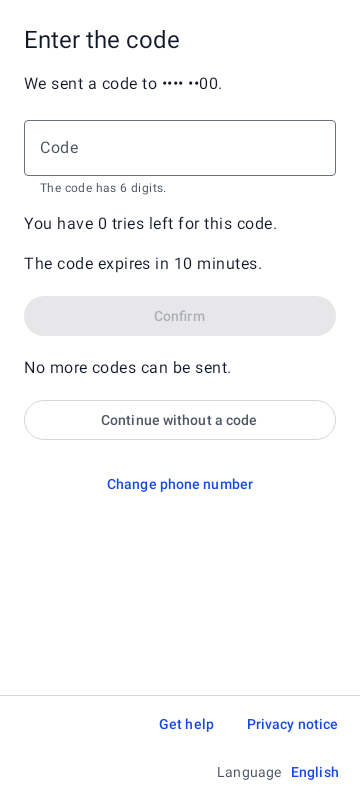 Enter the code
We sent a code to •••• ••00.
Code
The code has 6 digits.
You have 0 tries left for this code.
The code expires in 10 minutes.
Confirm
No more codes can be sent.
Continue without a code
Change phone number
Get help Privacy notice
Language English